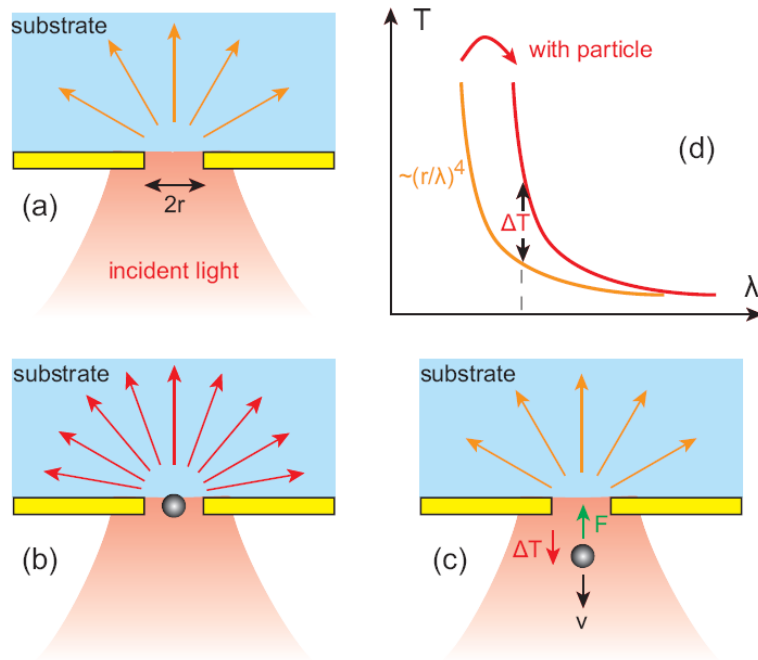 substrate
2r
(a)
incident light
T
with particle
(d)
~(r/λ)⁴
ΔT
λ
substrate
(b)
substrate
F
ΔT
(c)
v